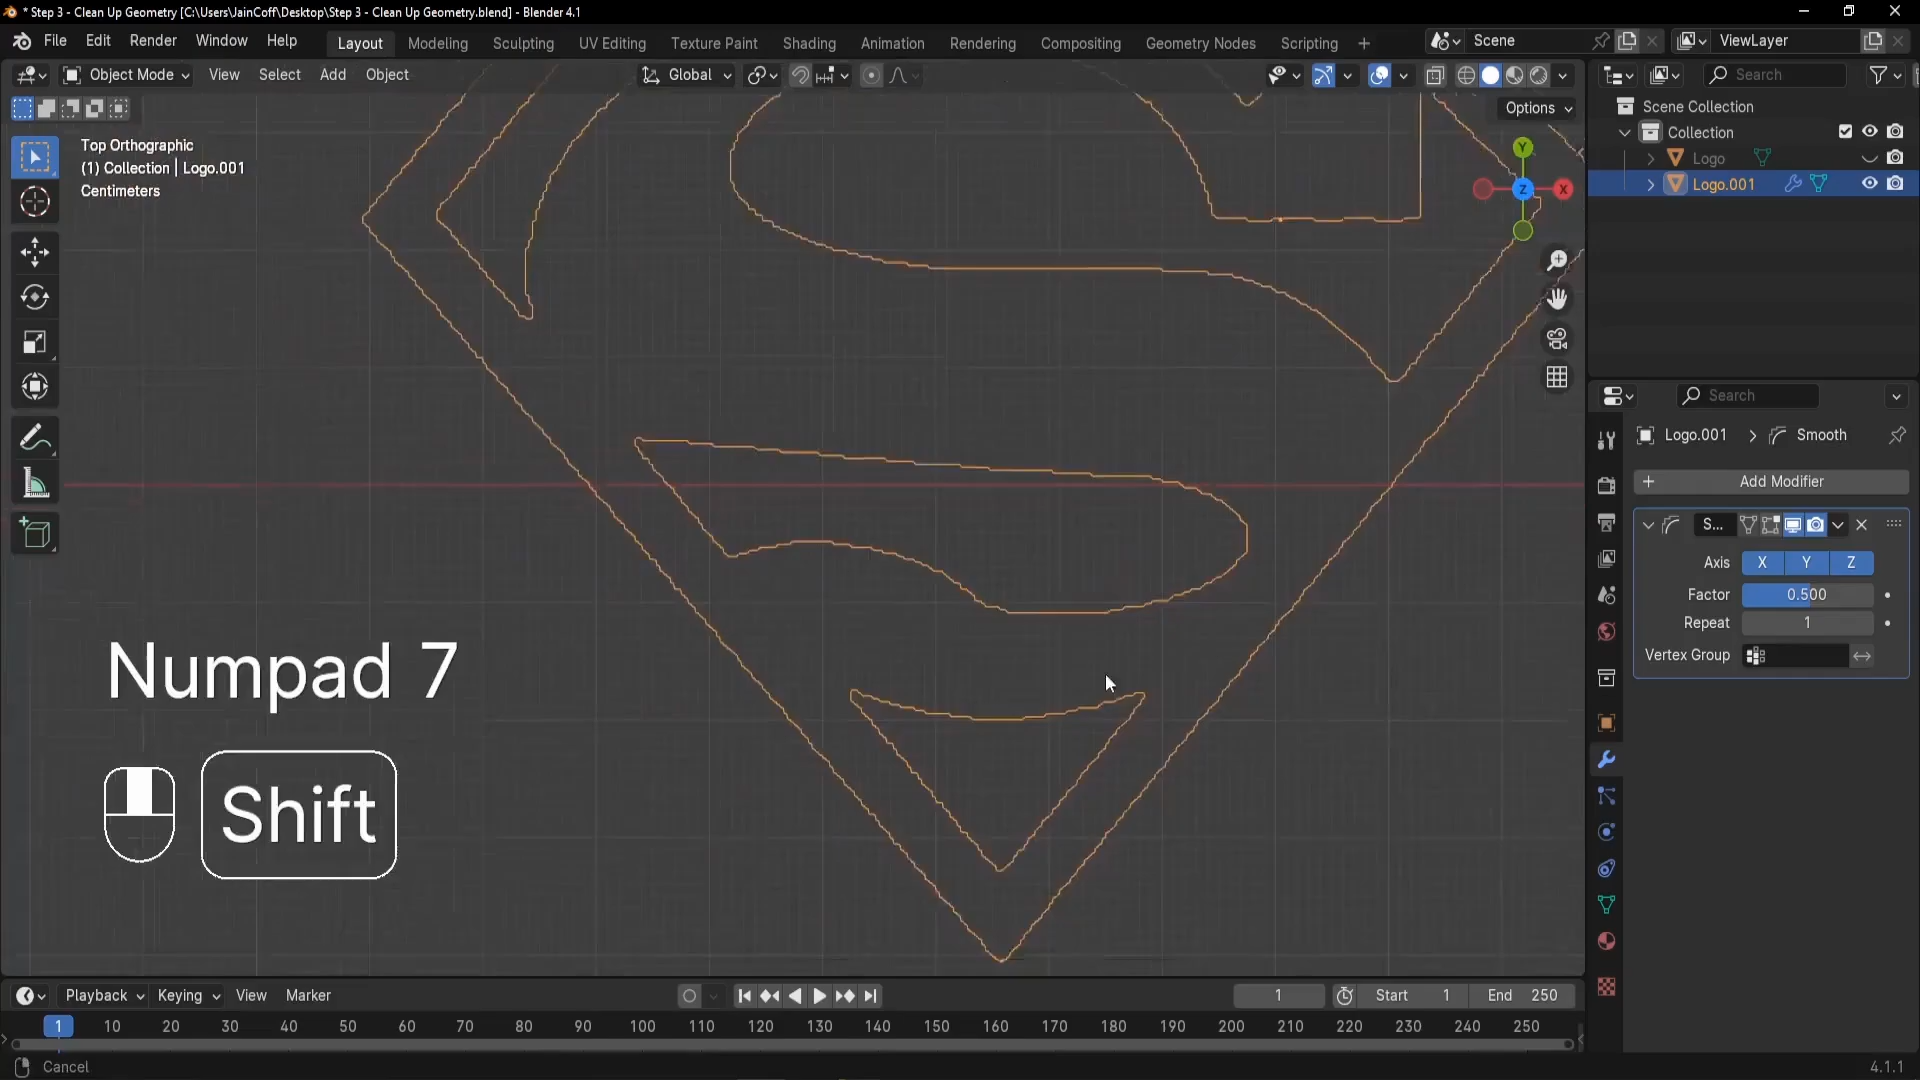 * Step 3 - Clean Up Geometry [C:\Users\JainCoff\Desktop\Step 3 - Clean Up Geometry.blend] - Blender 4.1
File Edit Render Window Help
Layout Modeling Sculpting UV Editing Texture Paint Shading Animation Rendering Compositing Geometry Nodes Scripting +
Scene
ViewLayer
Object Mode View Select Add Object
Global
Search
Options
Top Orthographic
(1) Collection | Logo.001
Centimeters
Y
Z
X
Scene Collection
Collection
Logo
Logo.001
Search
Logo.001 > Smooth
+ Add Modifier
S...
Axis X Y Z
Factor 0.500
Repeat 1
Vertex Group
Numpad 7
Shift
Playback Keying View Marker
1
Start 1
End 250
1 10 20 30 40 50 60 70 80 90 100 110 120 130 140 150 160 170 180 190 200 210 220 230 240 250
Cancel
4.1.1